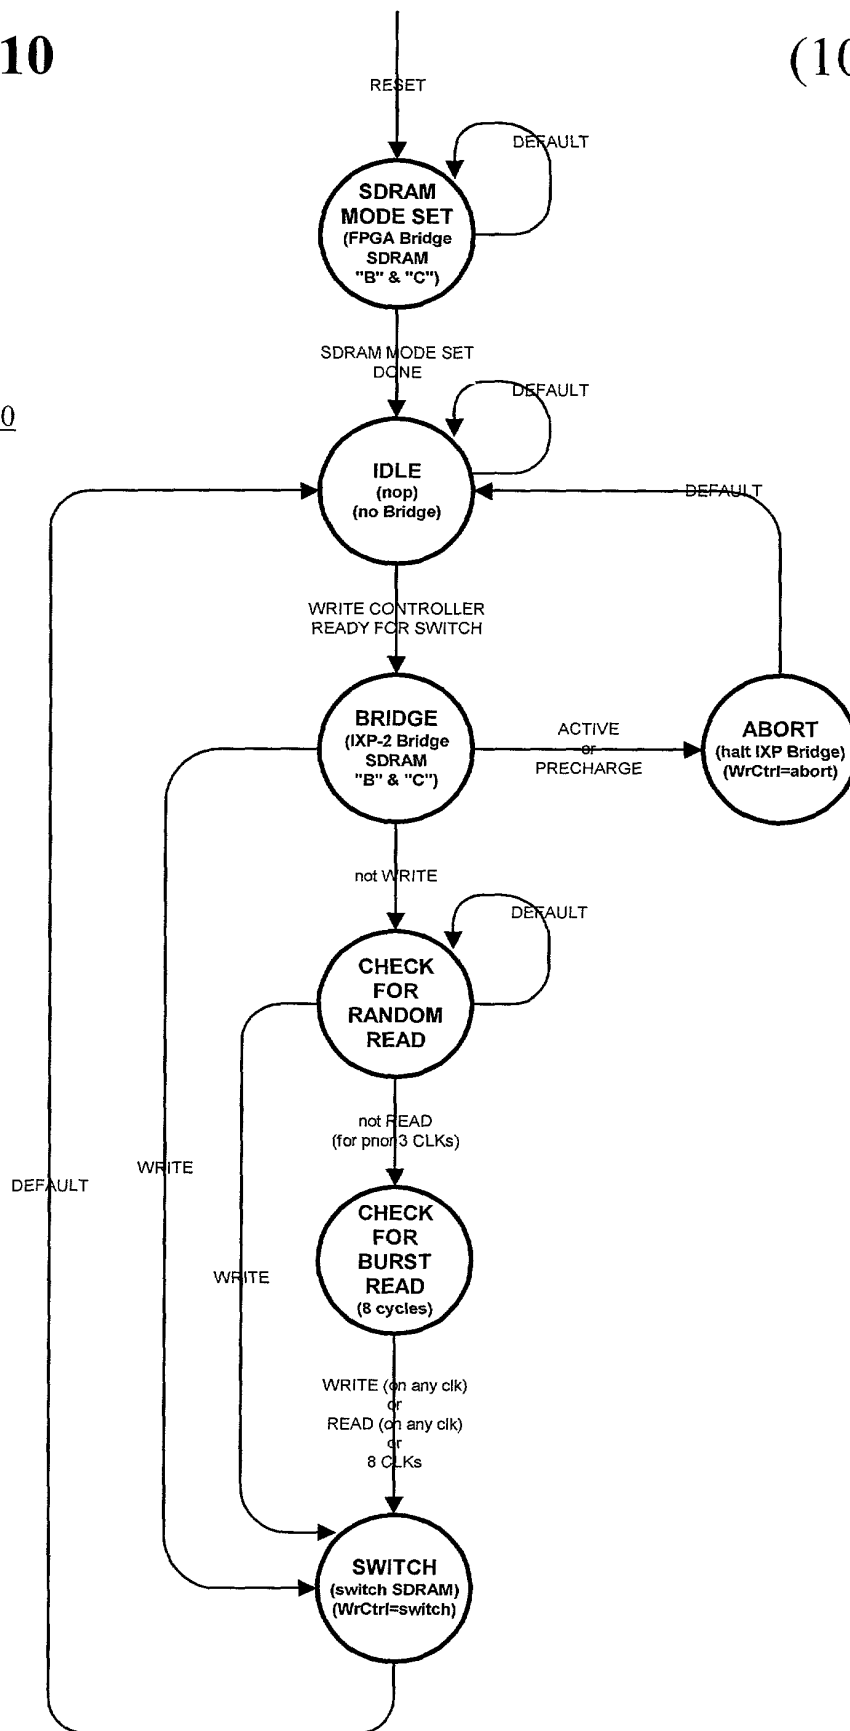 10
(10
RESET
DEFAULT
SDRAM
MODE SET
(FPGA Bridge
SDRAM
"B" & "C")
SDRAM MODE SET
DONE
DEFAULT
0
IDLE
(nop)
(no Bridge)
DEFAULT
WRITE CONTROLLER
READY FOR SWITCH
BRIDGE
(IXP-2 Bridge
SDRAM
"B" & "C")
ACTIVE
or
PRECHARGE
ABORT
(halt IXP Bridge)
(WrCtrl=abort)
not WRITE
DEFAULT
CHECK
FOR
RANDOM
READ
not READ
(for prior 3 CLKs)
WRITE
DEFAULT
CHECK
FOR
BURST
READ
(8 cycles)
WRITE
WRITE (on any clk)
or
READ (on any clk)
or
8 CLKs
SWITCH
(switch SDRAM)
(WrCtrl=switch)